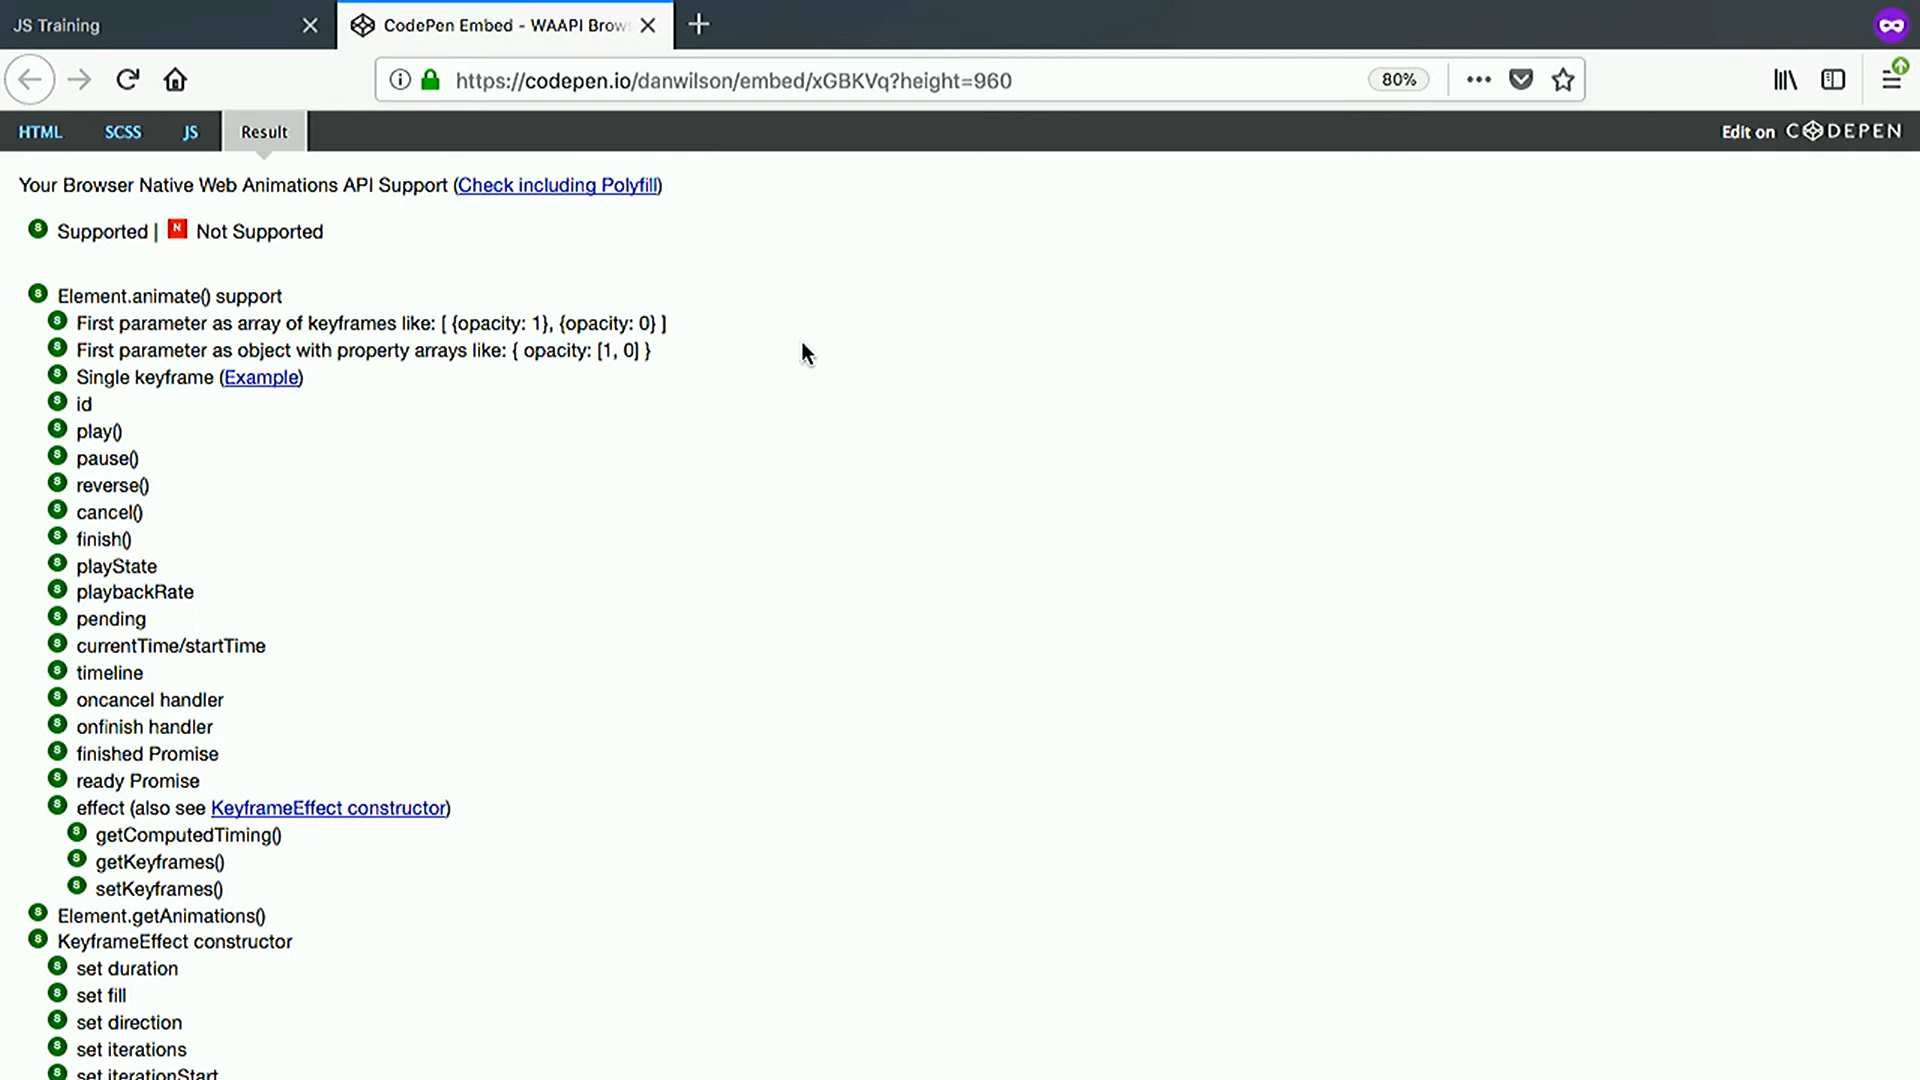 JS Training
CodePen Embed - WAAPI Brow
https://codepen.io/danwilson/embed/xGBKVq?height=960
80%
HTML SCSS JS Result
Edit on CODEPEN
Your Browser Native Web Animations API Support (Check including Polyfill)
S Supported | N Not Supported
S Element.animate() support
S First parameter as array of keyframes like: [ {opacity: 1}, {opacity: 0} ]
S First parameter as object with property arrays like: { opacity: [1, 0] }
S Single keyframe (Example)
S id
S play()
S pause()
S reverse()
S cancel()
S finish()
S playState
S playbackRate
S pending
S currentTime/startTime
S timeline
S oncancel handler
S onfinish handler
S finished Promise
S ready Promise
S effect (also see KeyframeEffect constructor)
S getComputedTiming()
S getKeyframes()
S setKeyframes()
S Element.getAnimations()
S KeyframeEffect constructor
S set duration
S set fill
S set direction
S set iterations
S set iterationStart